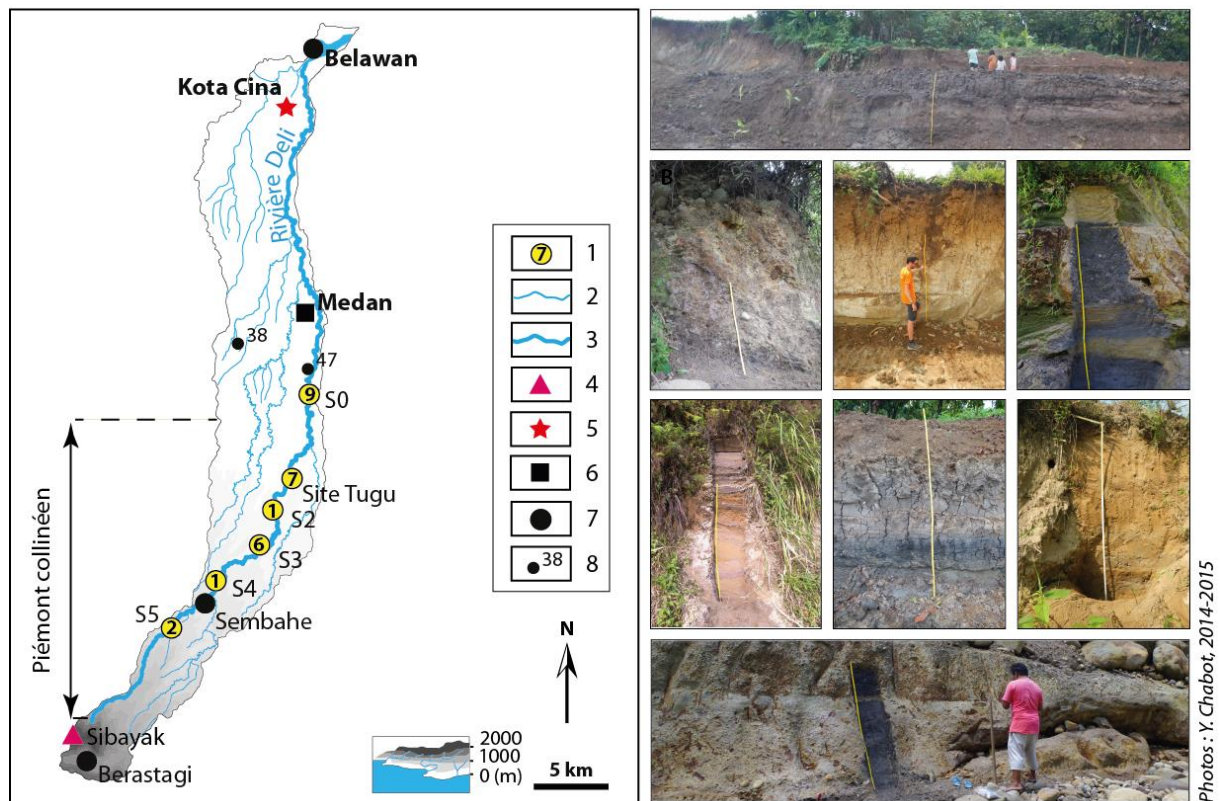 Belawan
Kota Cina
Rivière Deli
Medan
38
47
9
S0
7
Site Tugu
1
S2
6
S3
1
S4
Sembahe
S5
2
Piémont collinéen
Sibayak
Berastagi
7
1
2
3
4
5
6
7
38
8
N
2000
1000
0 (m)
5 km
B
Photos : Y. Chabot, 2014-2015